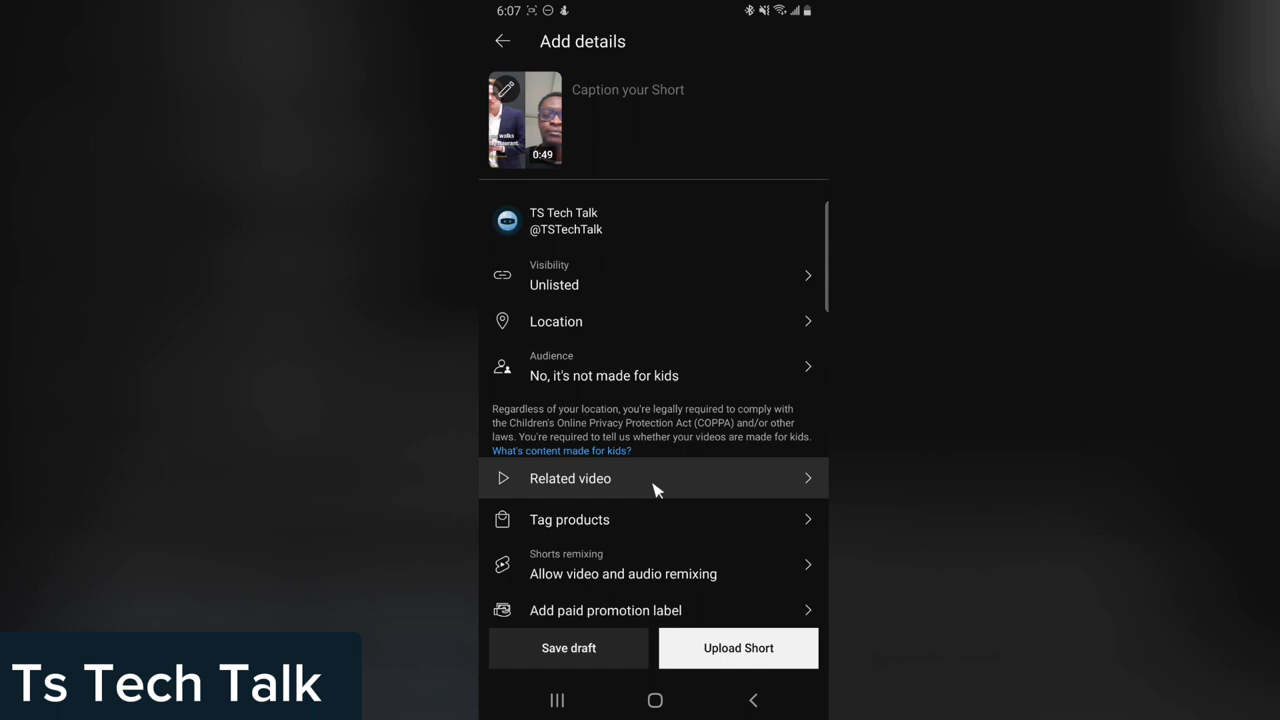 6:07
Add details
Caption your Short
walks
restaurant.
0:49
TS Tech Talk
@TSTechTalk
Visibility
Unlisted
Location
Audience
No, it's not made for kids
Regardless of your location, you're legally required to comply with
the Children's Online Privacy Protection Act (COPPA) and/or other
laws. You're required to tell us whether your videos are made for kids.
What's content made for kids?
Related video
Tag products
Shorts remixing
Allow video and audio remixing
Add paid promotion label
Save draft
Upload Short
Ts Tech Talk